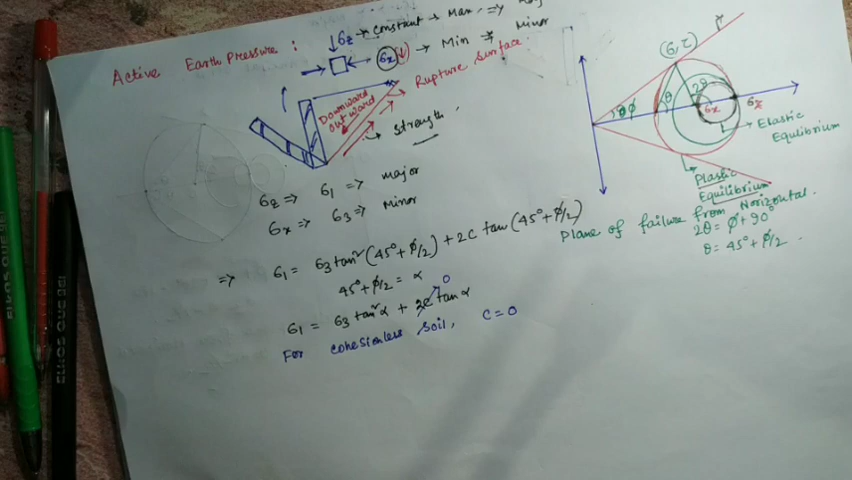 Active Earth Pressure :
↓σz → Constant → Max. ⇒
→ □ ← σx (↓) → Min ⇒ Minor
Downward
outward
Rupture Surface.
Strength.
σz ⇒ σ1 ⇒ major
σx ⇒ σ3 ⇒ Minor
⇒ σ1 = σ3 tan²(45°+ϕ/2) + 2C tan(45°+ϕ/2)
45°+ϕ/2 = α
0
σ1 = σ3 tan²α + 2C tanα
For cohesionless soil, C=0
(σ, τ)
ϕ
θ
2θ
σx
σz
Elastic
Equilibrium
Plastic
Equilibrium
Plane of failure from Horizontal.
2θ = ϕ + 90°
θ = 45° + ϕ/2.